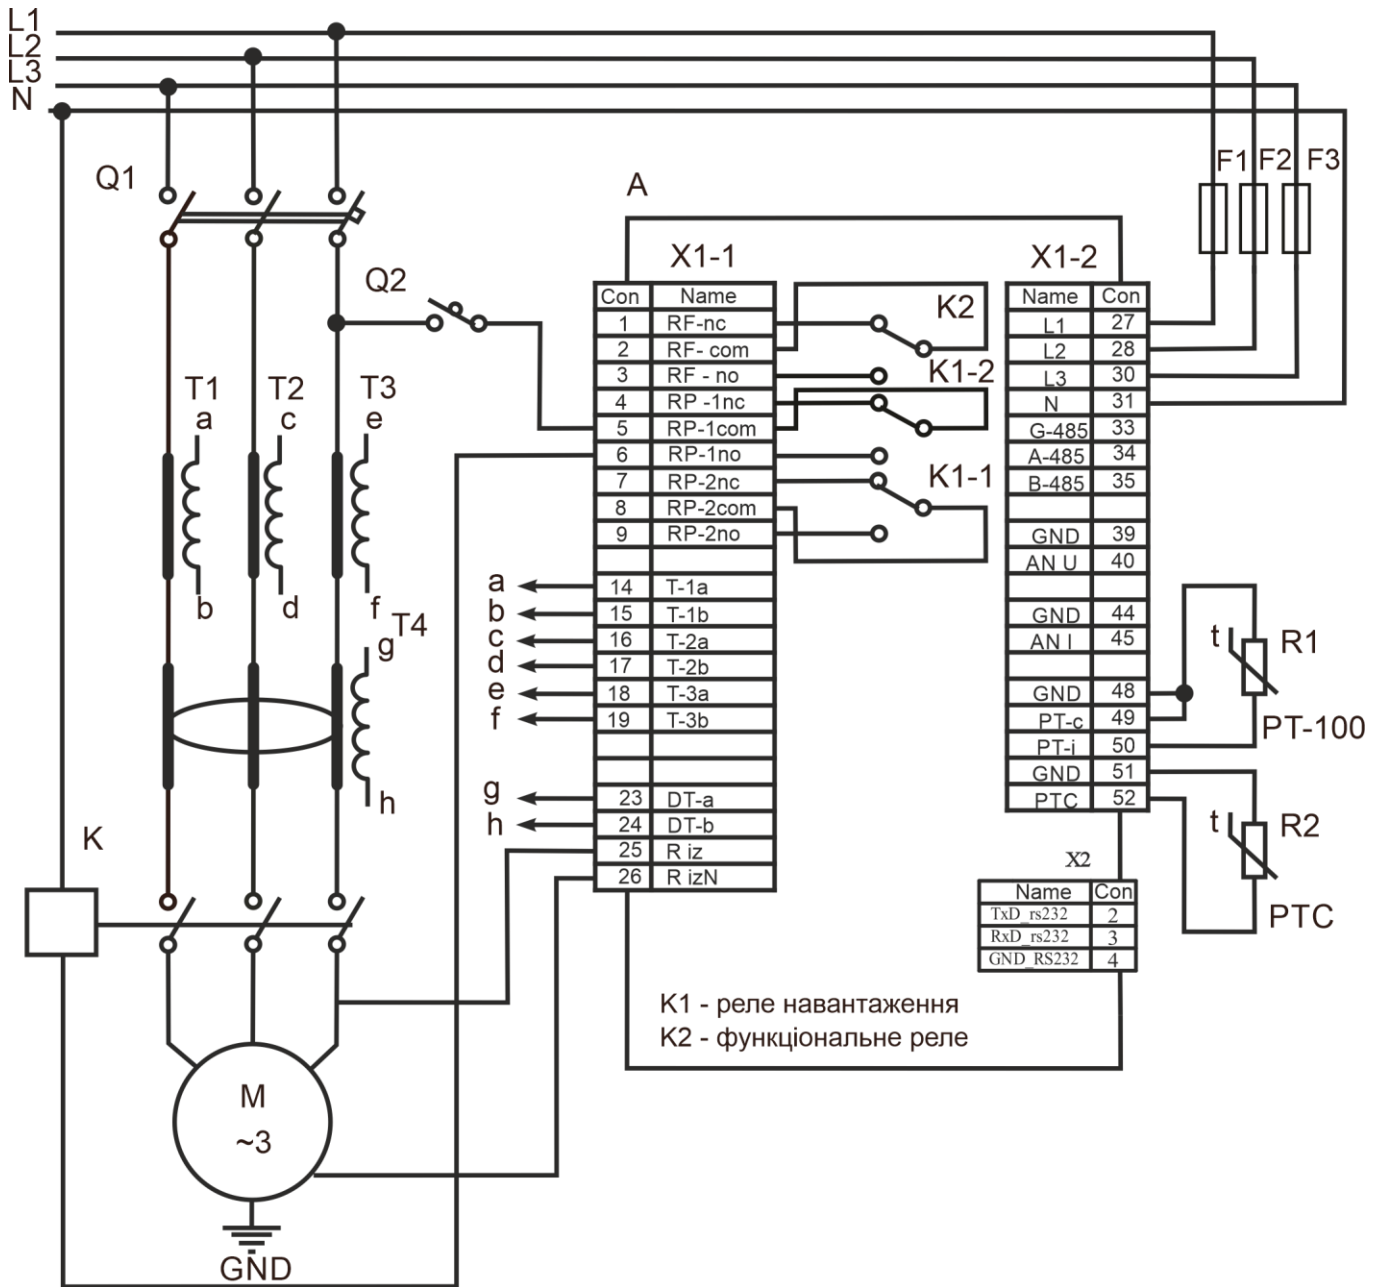 L1
L2
L3
N
Q1
Q2
F1 F2 F3
A
X1-1
Con Name
1 RF-nc
2 RF- com
3 RF - no
4 RP -1nc
5 RP-1com
6 RP-1no
7 RP-2nc
8 RP-2com
9 RP-2no
14 T-1a
15 T-1b
16 T-2a
17 T-2b
18 T-3a
19 T-3b
23 DT-a
24 DT-b
25 R iz
26 R izN
K2
K1-2
K1-1
X1-2
Name Con
L1 27
L2 28
L3 30
N 31
G-485 33
A-485 34
B-485 35
GND 39
AN U 40
GND 44
AN I 45
GND 48
PT-c 49
PT-i 50
GND 51
PTC 52
X2
Name Con
TxD_rs232 2
RxD_rs232 3
GND_RS232 4
T1 T2 T3
a c e
b d f
T4
g
h
a
b
c
d
e
f
g
h
t R1
PT-100
t R2
PTC
K
M
~3
GND
K1 - реле навантаження
K2 - функціональне реле